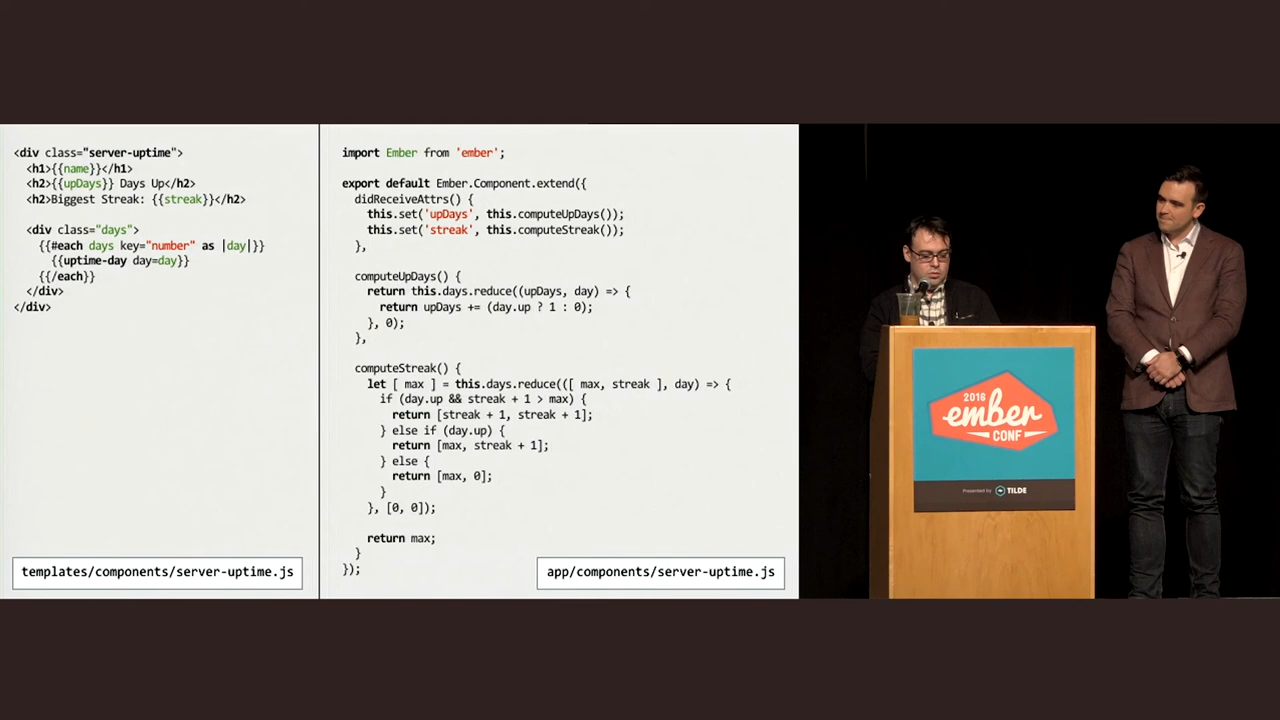 <div class="server-uptime">
<h1>{{name}}</h1>
<h2>{{upDays}} Days Up</h2>
<h2>Biggest Streak: {{streak}}</h2>
<div class="days">
{{#each days key="number" as |day|}}
{{uptime-day day=day}}
{{/each}}
</div>
</div>
templates/components/server-uptime.js
import Ember from 'ember';
export default Ember.Component.extend({
didReceiveAttrs() {
this.set('upDays', this.computeUpDays());
this.set('streak', this.computeStreak());
},
computeUpDays() {
return this.days.reduce((upDays, day) => {
return upDays += (day.up ? 1 : 0);
}, 0);
},
computeStreak() {
let [ max ] = this.days.reduce(([ max, streak ], day) => {
if (day.up && streak + 1 > max) {
return [streak + 1, streak + 1];
} else if (day.up) {
return [max, streak + 1];
} else {
return [max, 0];
}
}, [0, 0]);
return max;
}
});
app/components/server-uptime.js
2016
ember
CONF
Presented by TILDE